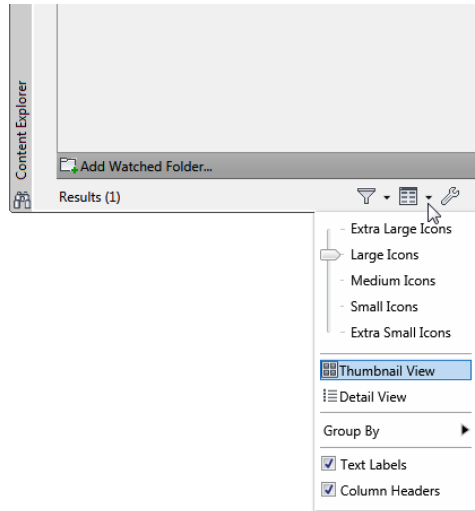 Content Explorer
Add Watched Folder...
Results (1)
Extra Large Icons
Large Icons
Medium Icons
Small Icons
Extra Small Icons
Thumbnail View
Detail View
Group By
Text Labels
Column Headers